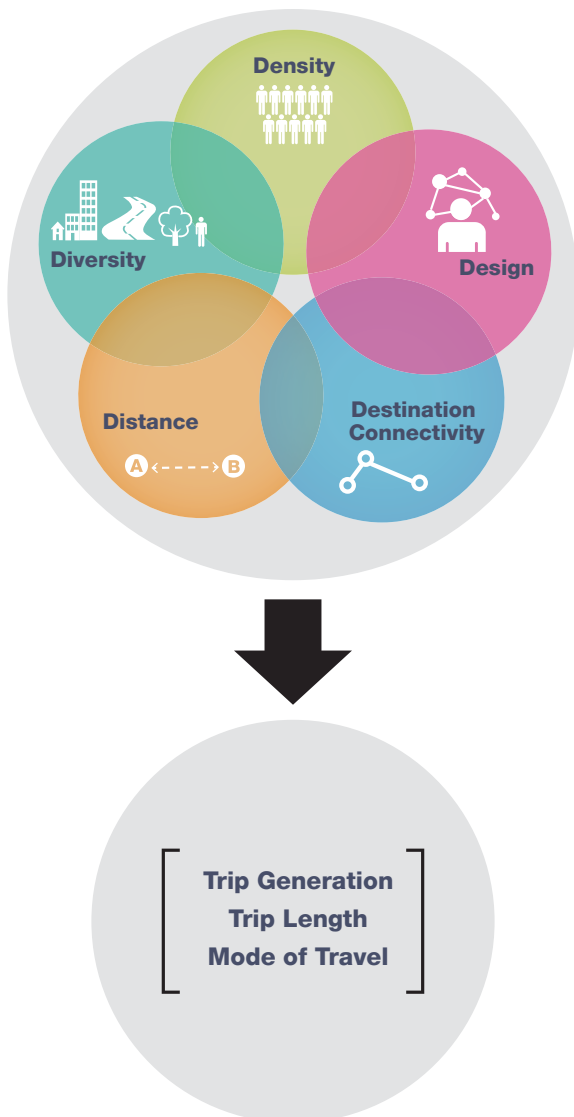 Density
Diversity
Design
Distance
A
B
Destination
Connectivity
Trip Generation
Trip Length
Mode of Travel